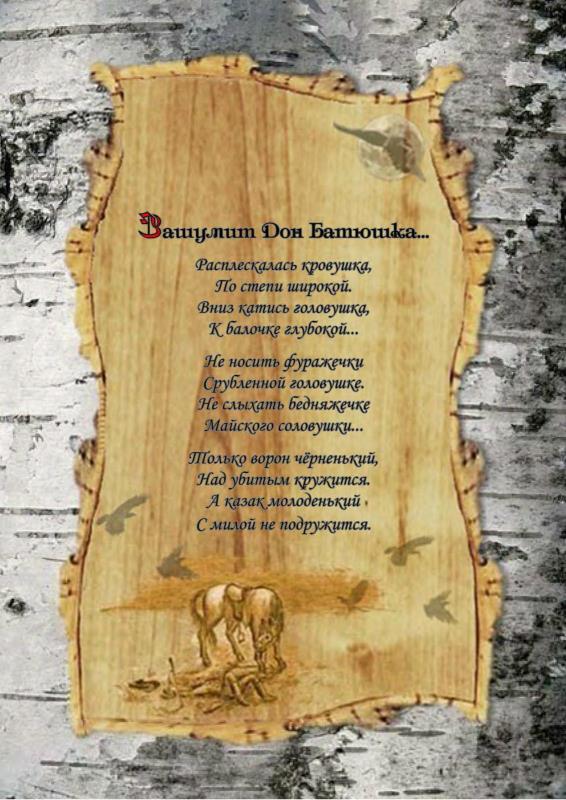 Зашумит Дон Батюшка...
Расплескалась кровушка,
По степи широкой.
Вниз катись головушка,
К балочке глубокой...
Не носить фуражечки
Срубленной головушке.
Не слыхать бедняжечке
Майского соловушки...
Только ворон чёрненький,
Над убитым кружится.
А казак молоденький
С милой не подружится.